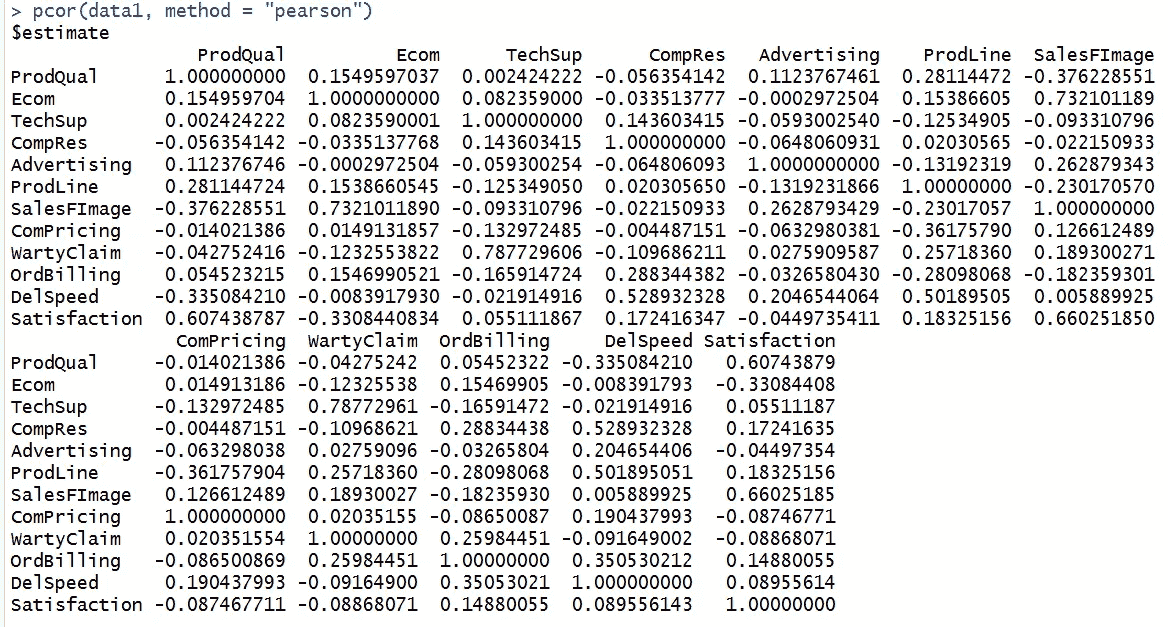 > pcor(data1, method = "pearson")
$estimate
ProdQual Ecom TechSup CompRes Advertising ProdLine SalesFImage
ProdQual 1.000000000 0.1549597037 0.002424222 -0.056354142 0.1123767461 0.28114472 -0.376228551
Ecom 0.154959704 1.0000000000 0.082359000 -0.033513777 -0.0002972504 0.15386605 0.732101189
TechSup 0.002424222 0.0823590001 1.000000000 0.143603415 -0.0593002540 -0.12534905 -0.093310796
CompRes -0.056354142 -0.0335137768 0.143603415 1.000000000 -0.0648060931 0.02030565 -0.022150933
Advertising 0.112376746 -0.0002972504 -0.059300254 -0.064806093 1.0000000000 -0.13192319 0.262879343
ProdLine 0.281144724 0.1538660545 -0.125349050 0.020305650 -0.1319231866 1.00000000 -0.230170570
SalesFImage -0.376228551 0.7321011890 -0.093310796 -0.022150933 0.2628793429 -0.23017057 1.000000000
ComPricing -0.014021386 0.0149131857 -0.132972485 -0.004487151 -0.0632980381 -0.36175790 0.126612489
WartyClaim -0.042752416 -0.1232553822 0.787729606 -0.109686211 0.0275909587 0.25718360 0.189300271
OrdBilling 0.054523215 0.1546990521 -0.165914724 0.288344382 -0.0326580430 -0.28098068 -0.182359301
DelSpeed -0.335084210 -0.0083917930 -0.021914916 0.528932328 0.2046544064 0.50189505 0.005889925
Satisfaction 0.607438787 -0.3308440834 0.055111867 0.172416347 -0.0449735411 0.18325156 0.660251850
ComPricing WartyClaim OrdBilling DelSpeed Satisfaction
ProdQual -0.014021386 -0.04275242 0.05452322 -0.335084210 0.60743879
Ecom 0.014913186 -0.12325538 0.15469905 -0.008391793 -0.33084408
TechSup -0.132972485 0.78772961 -0.16591472 -0.021914916 0.05511187
CompRes -0.004487151 -0.10968621 0.28834438 0.528932328 0.17241635
Advertising -0.063298038 0.02759096 -0.03265804 0.204654406 -0.04497354
ProdLine -0.361757904 0.25718360 -0.28098068 0.501895051 0.18325156
SalesFImage 0.126612489 0.18930027 -0.18235930 0.005889925 0.66025185
ComPricing 1.000000000 0.02035155 -0.08650087 0.190437993 -0.08746771
WartyClaim 0.020351554 1.00000000 0.25984451 -0.091649002 -0.08868071
OrdBilling -0.086500869 0.25984451 1.00000000 0.350530212 0.14880055
DelSpeed 0.190437993 -0.09164900 0.35053021 1.000000000 0.08955614
Satisfaction -0.087467711 -0.08868071 0.14880055 0.089556143 1.00000000